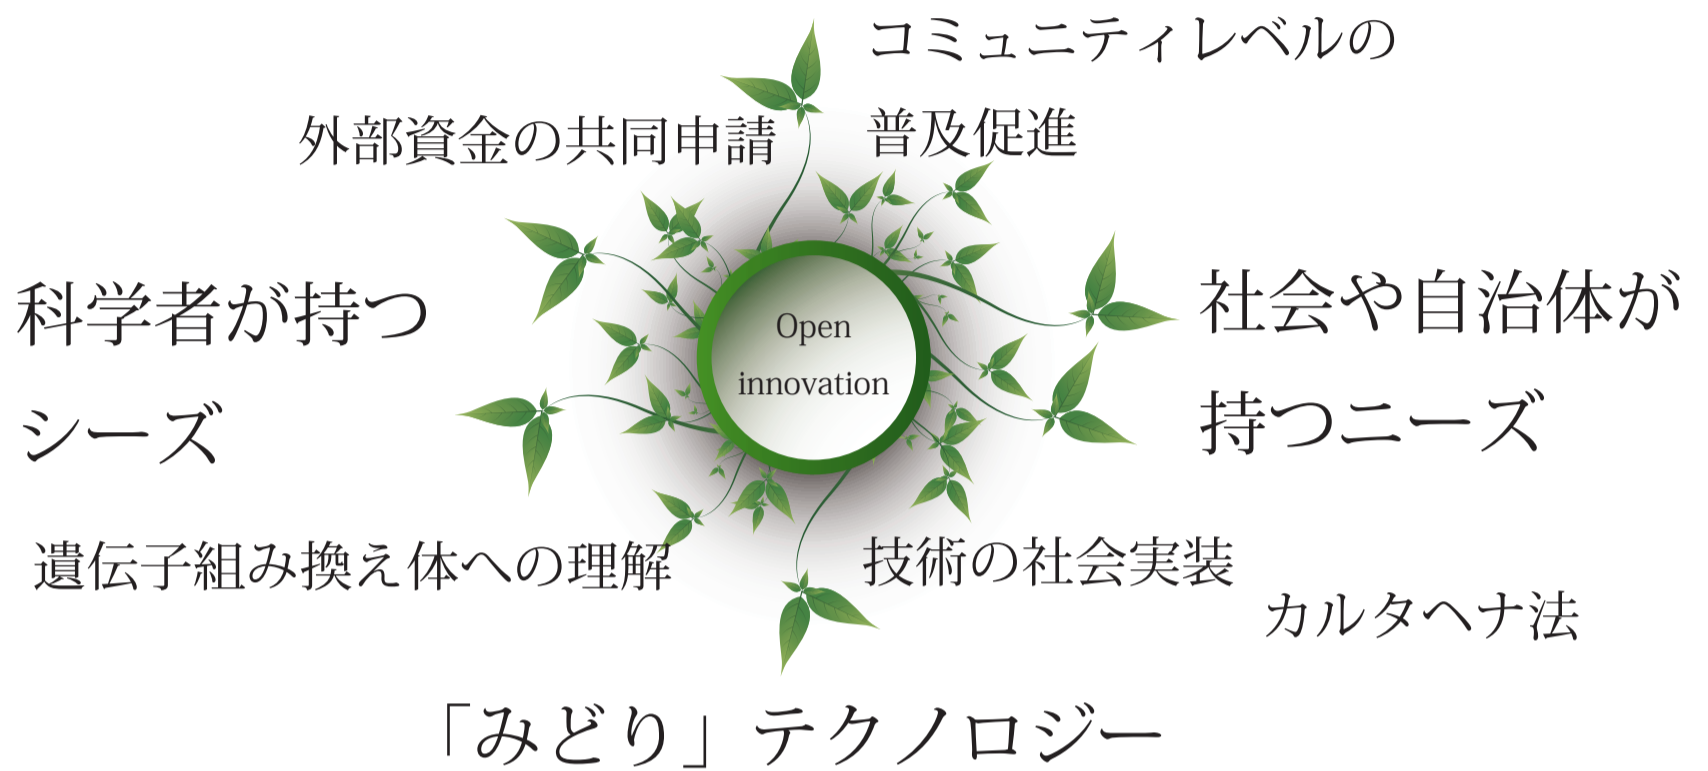 コミュニティレベルの
普及促進
外部資金の共同申請
科学者が持つ
シーズ
Open
innovation
社会や自治体が
持つニーズ
遺伝子組み換え体への理解
技術の社会実装
カルタヘナ法
「みどり」テクノロジー